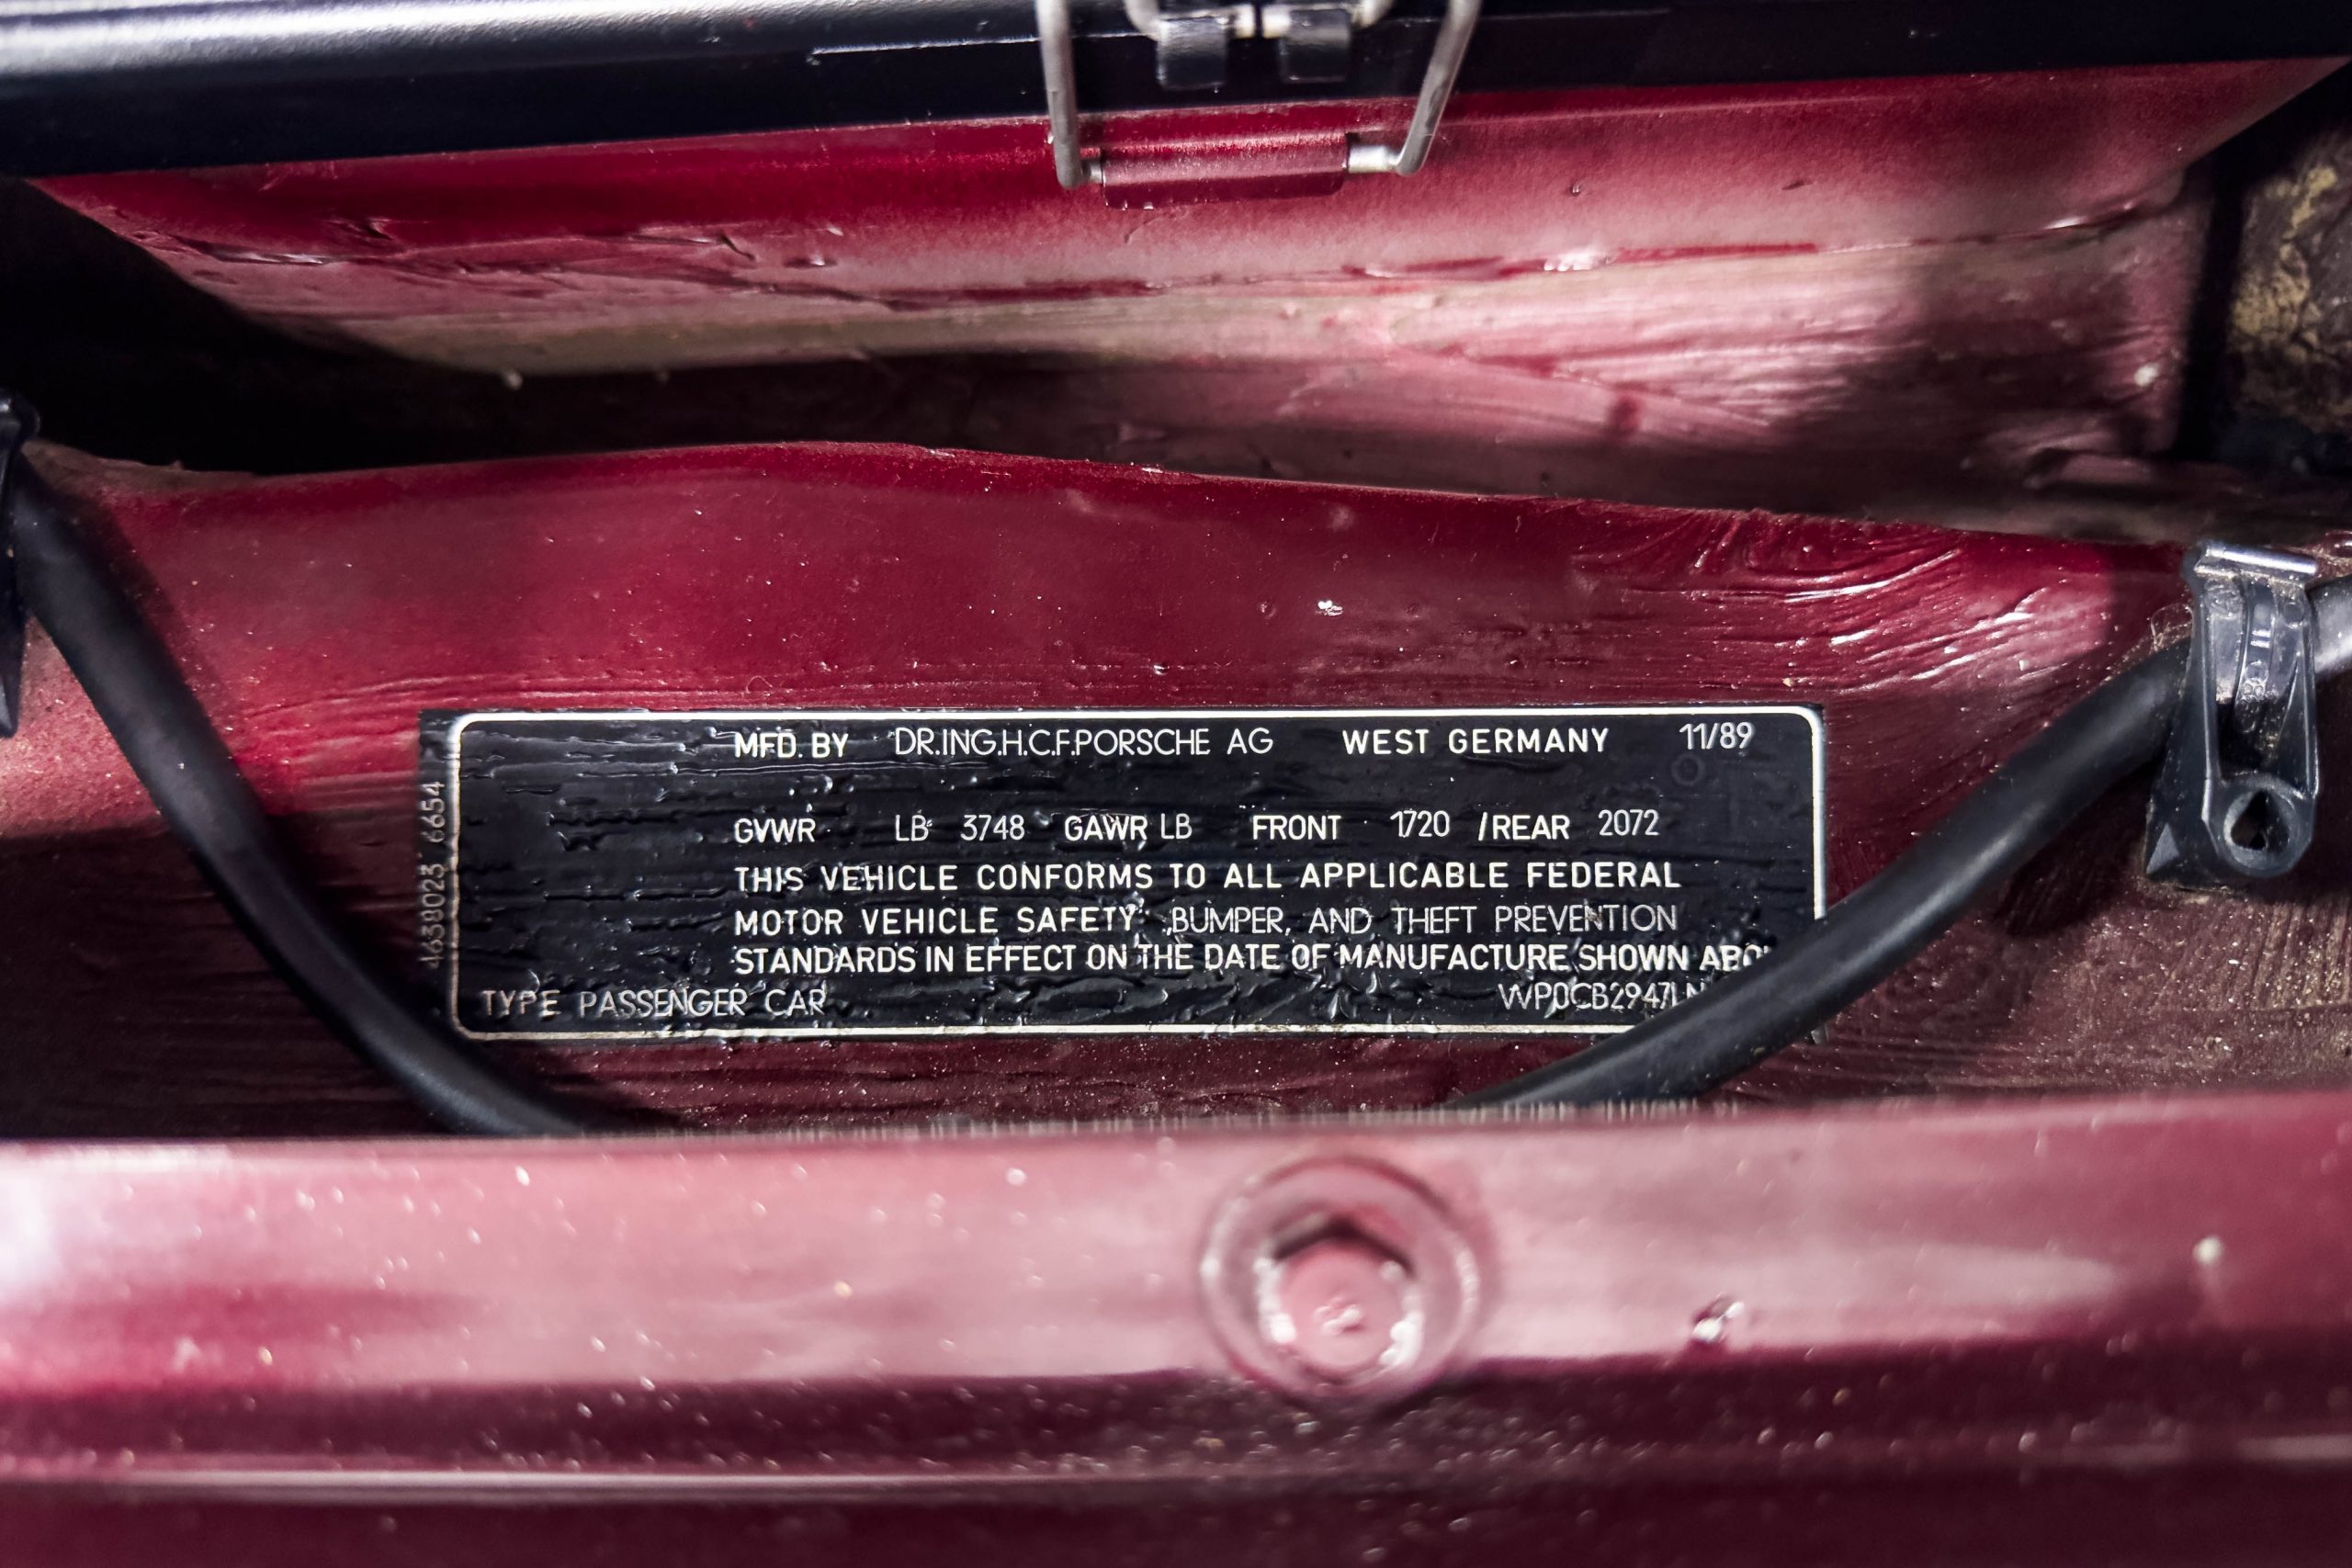 MFD. BY DR.ING.H.C.F.PORSCHE AG WEST GERMANY 11/89
GVWR LB 3748 GAWR LB FRONT 1720 /REAR 2072
THIS VEHICLE CONFORMS TO ALL APPLICABLE FEDERAL
MOTOR VEHICLE SAFETY ,BUMPER, AND THEFT PREVENTION
STANDARDS IN EFFECT ON THE DATE OF MANUFACTURE SHOWN
TYPE PASSENGER CAR
4638023 6654